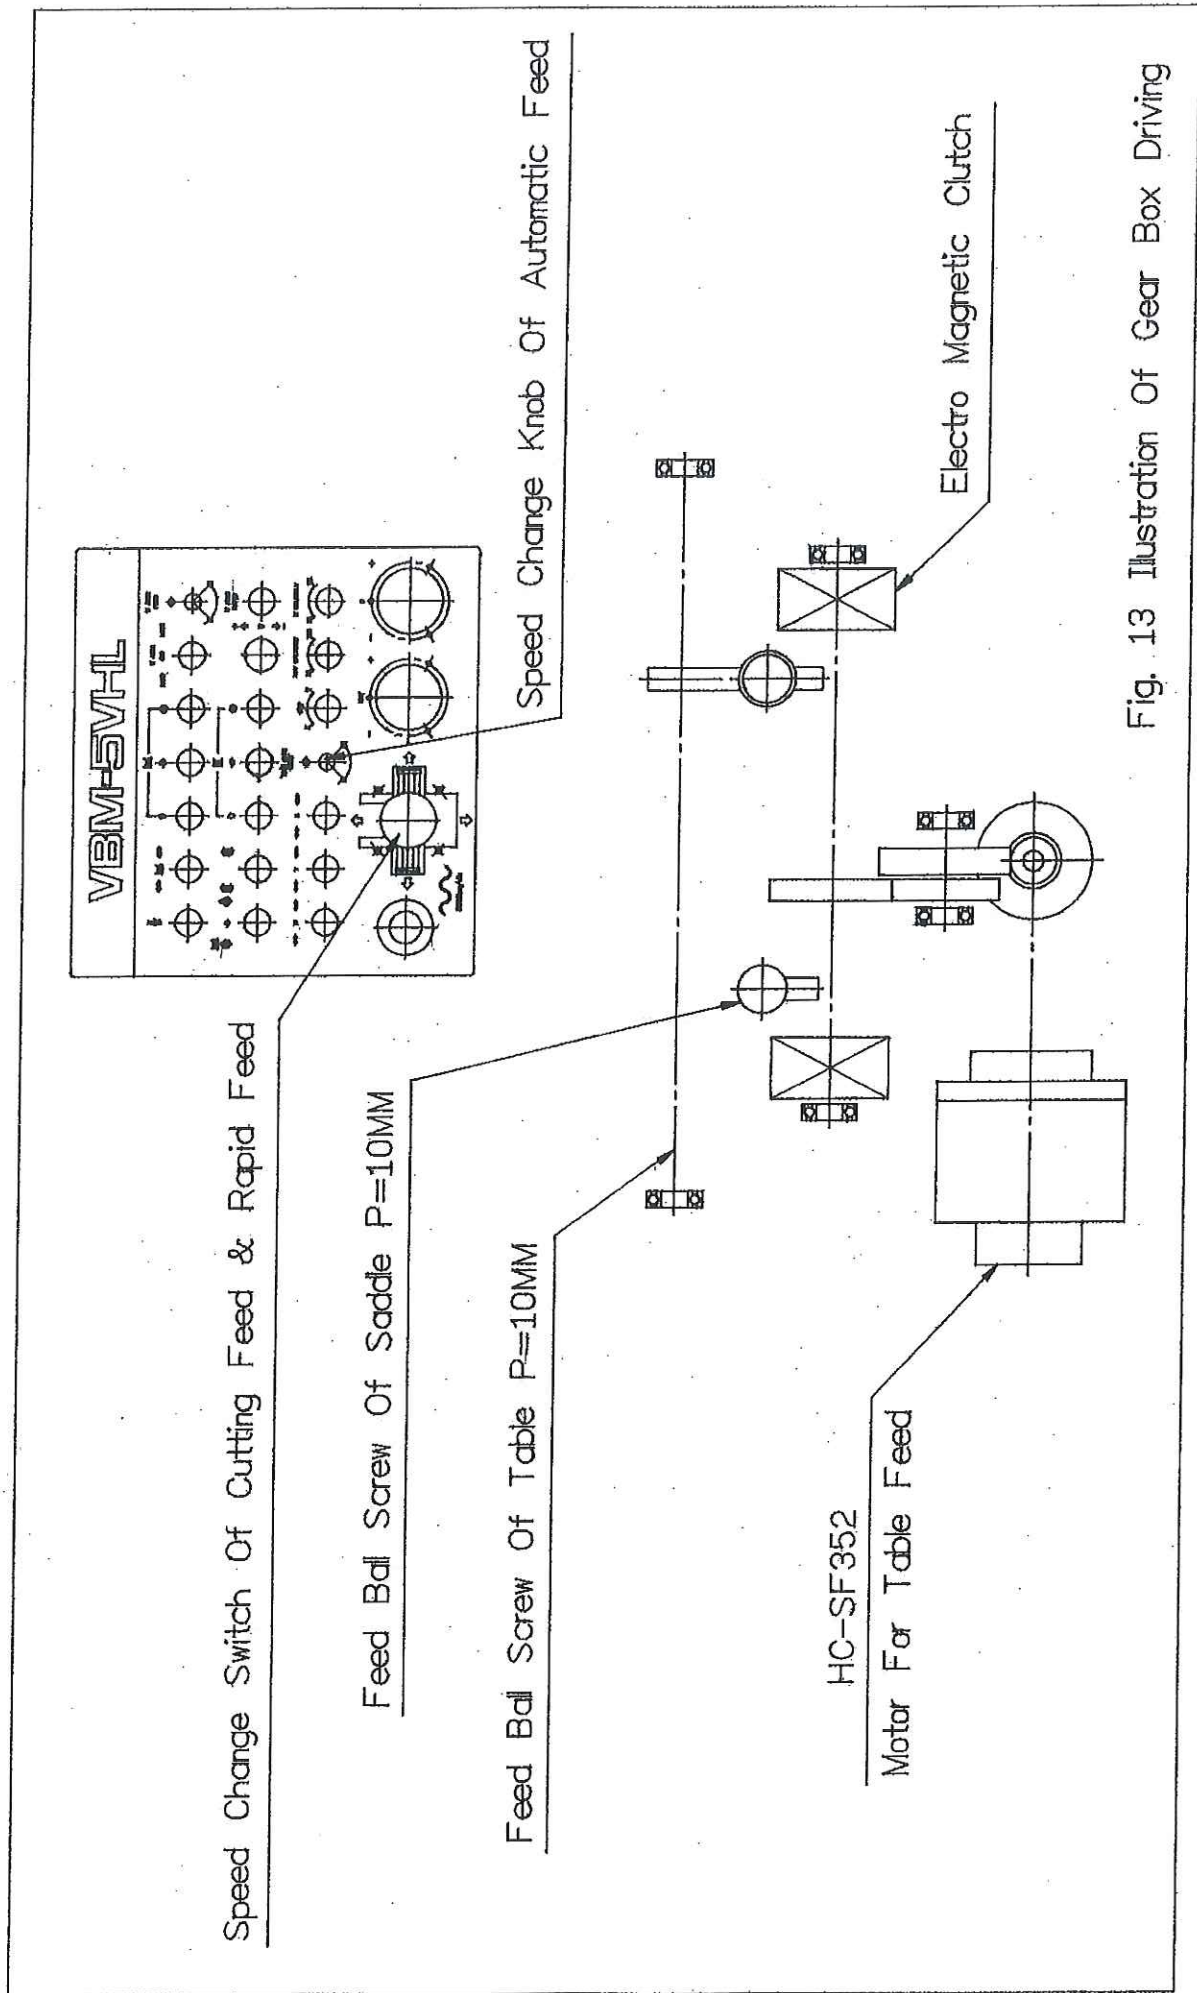 VBM-5VHL
Speed Change Switch Of Cutting Feed & Rapid Feed
Speed Change Knob Of Automatic Feed
Feed Ball Screw Of Saddle P=10MM
Feed Ball Screw Of Table P=10MM
Electro Magnetic Clutch
HC-SF352
Motor For Table Feed
Fig. 13 Illustration Of Gear Box Driving